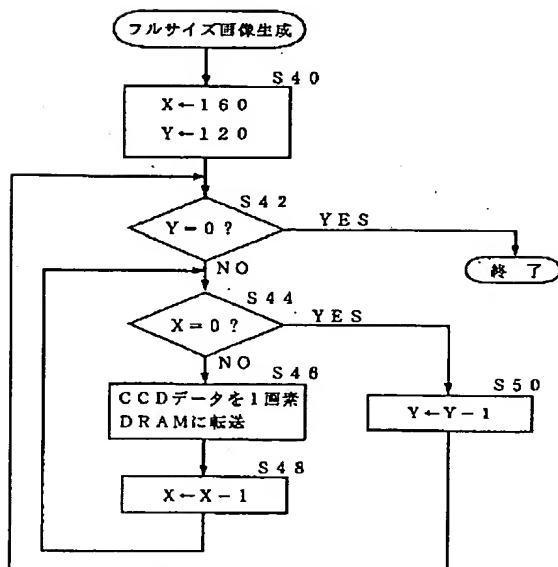 フルサイズ画像生成
S40
X←160
Y←120
S42
Y=0?
YES
終 了
NO
S44
X=0?
YES
NO
S46
CCDデータを1画素
DRAMに転送
S50
Y←Y-1
S48
X←X-1